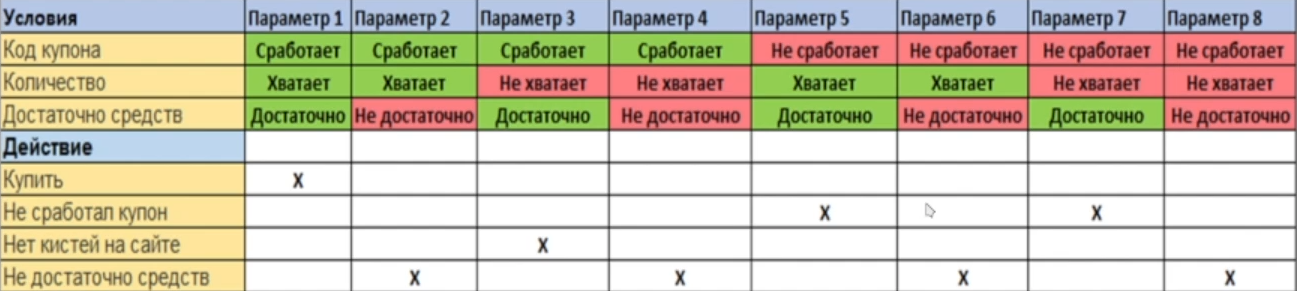 Условия Параметр 1 Параметр 2 Параметр 3 Параметр 4 Параметр 5 Параметр 6 Параметр 7 Параметр 8
Код купона Сработает Сработает Сработает Сработает Не сработает Не сработает Не сработает Не сработает
Количество Хватает Хватает Не хватает Не хватает Хватает Хватает Не хватает Не хватает
Достаточно средств Достаточно Не достаточно Достаточно Не достаточно Достаточно Не достаточно Достаточно Не достаточно
Действие
Купить X
Не сработал купон X X
Нет кистей на сайте X
Не достаточно средств X X X X